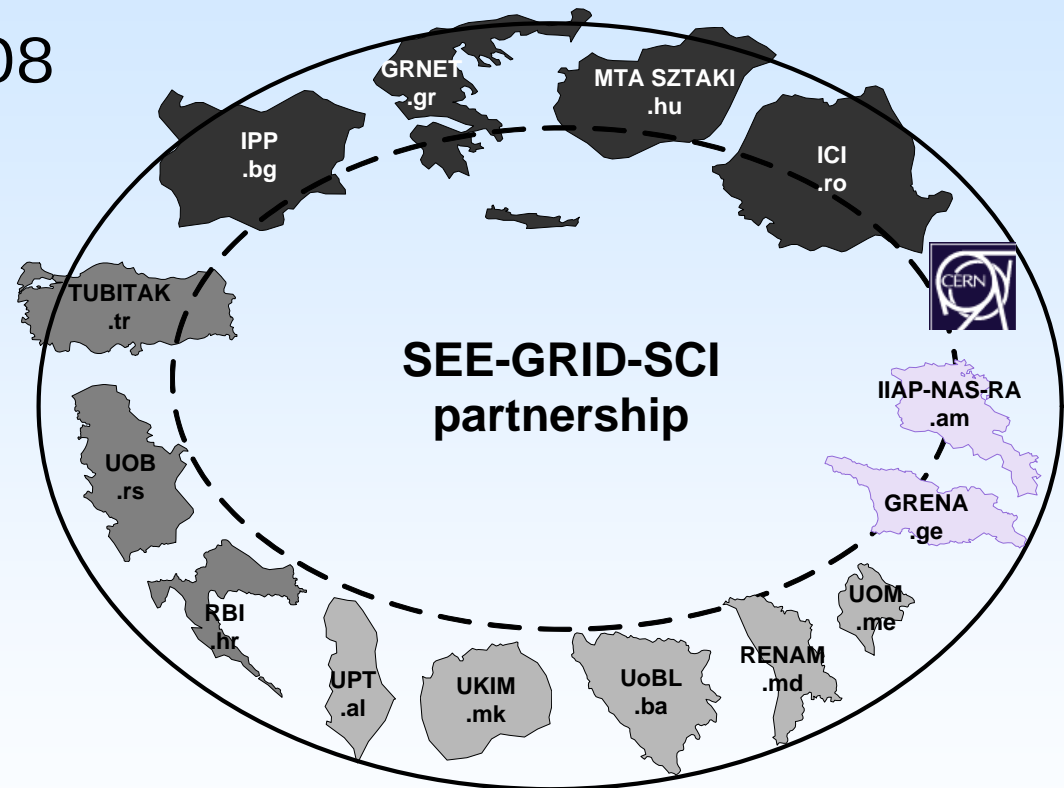 08
GRNET
.gr
MTA SZTAKI
.hu
IPP
.bg
ICI
.ro
CERN
TUBITAK
.tr
SEE-GRID-SCI
partnership
IIAP-NAS-RA
.am
UOB
.rs
GRENA
.ge
RBI
.hr
UOM
.me
UPT
.al
UKIM
.mk
UoBL
.ba
RENAM
.md